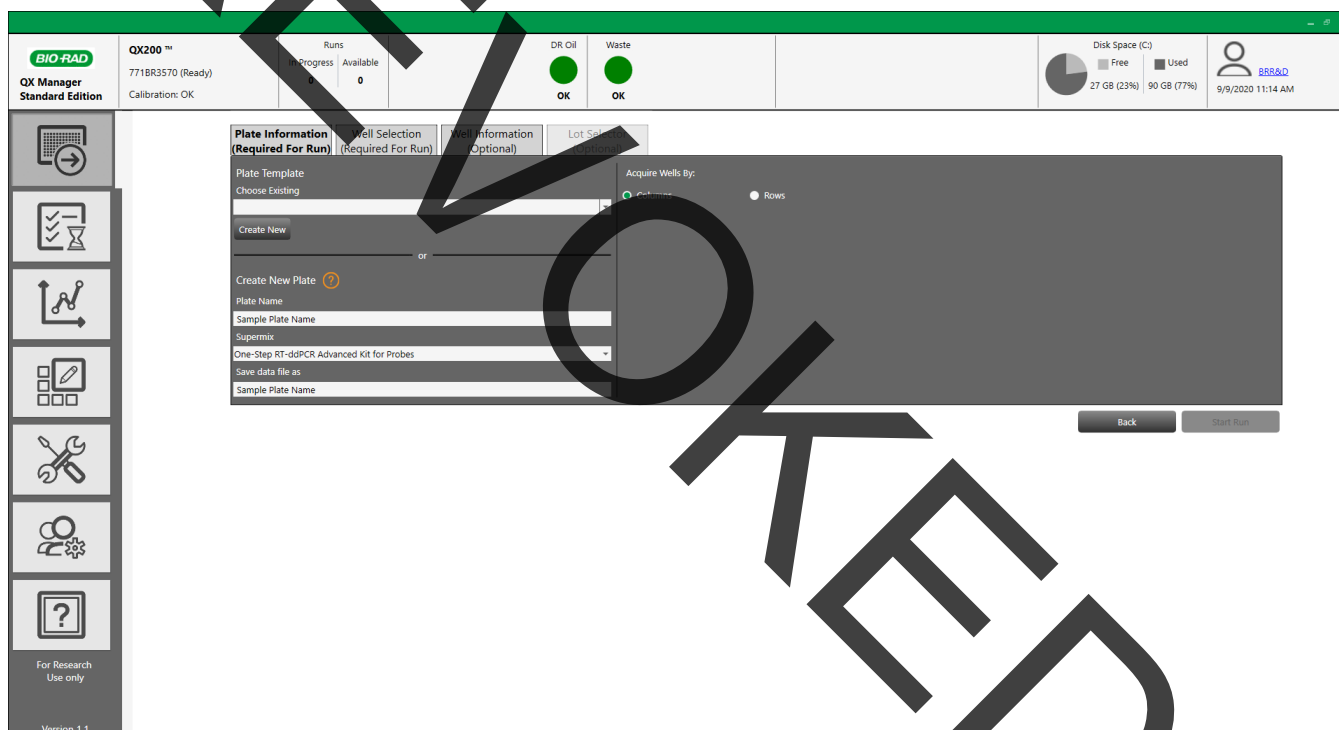 BIO-RAD
QX Manager
Standard Edition
QX200 ™
771BR3570 (Ready)
Calibration: OK
Runs
In Progress Available
0 0
DR Oil
OK
Waste
OK
Disk Space (C:)
Free Used
27 GB (23%) 90 GB (77%)
BRR&D
9/9/2020 11:14 AM
Plate Information
(Required For Run)
Well Selection
(Required For Run)
Well Information
(Optional)
Lot Selector
(Optional)
Plate Template
Choose Existing
Create New
or
Create New Plate ?
Plate Name
Sample Plate Name
Supermix
One-Step RT-ddPCR Advanced Kit for Probes
Save data file as
Sample Plate Name
Acquire Wells By:
Columns Rows
Back Start Run
?
For Research
Use only
Version 1.1
EVOKED